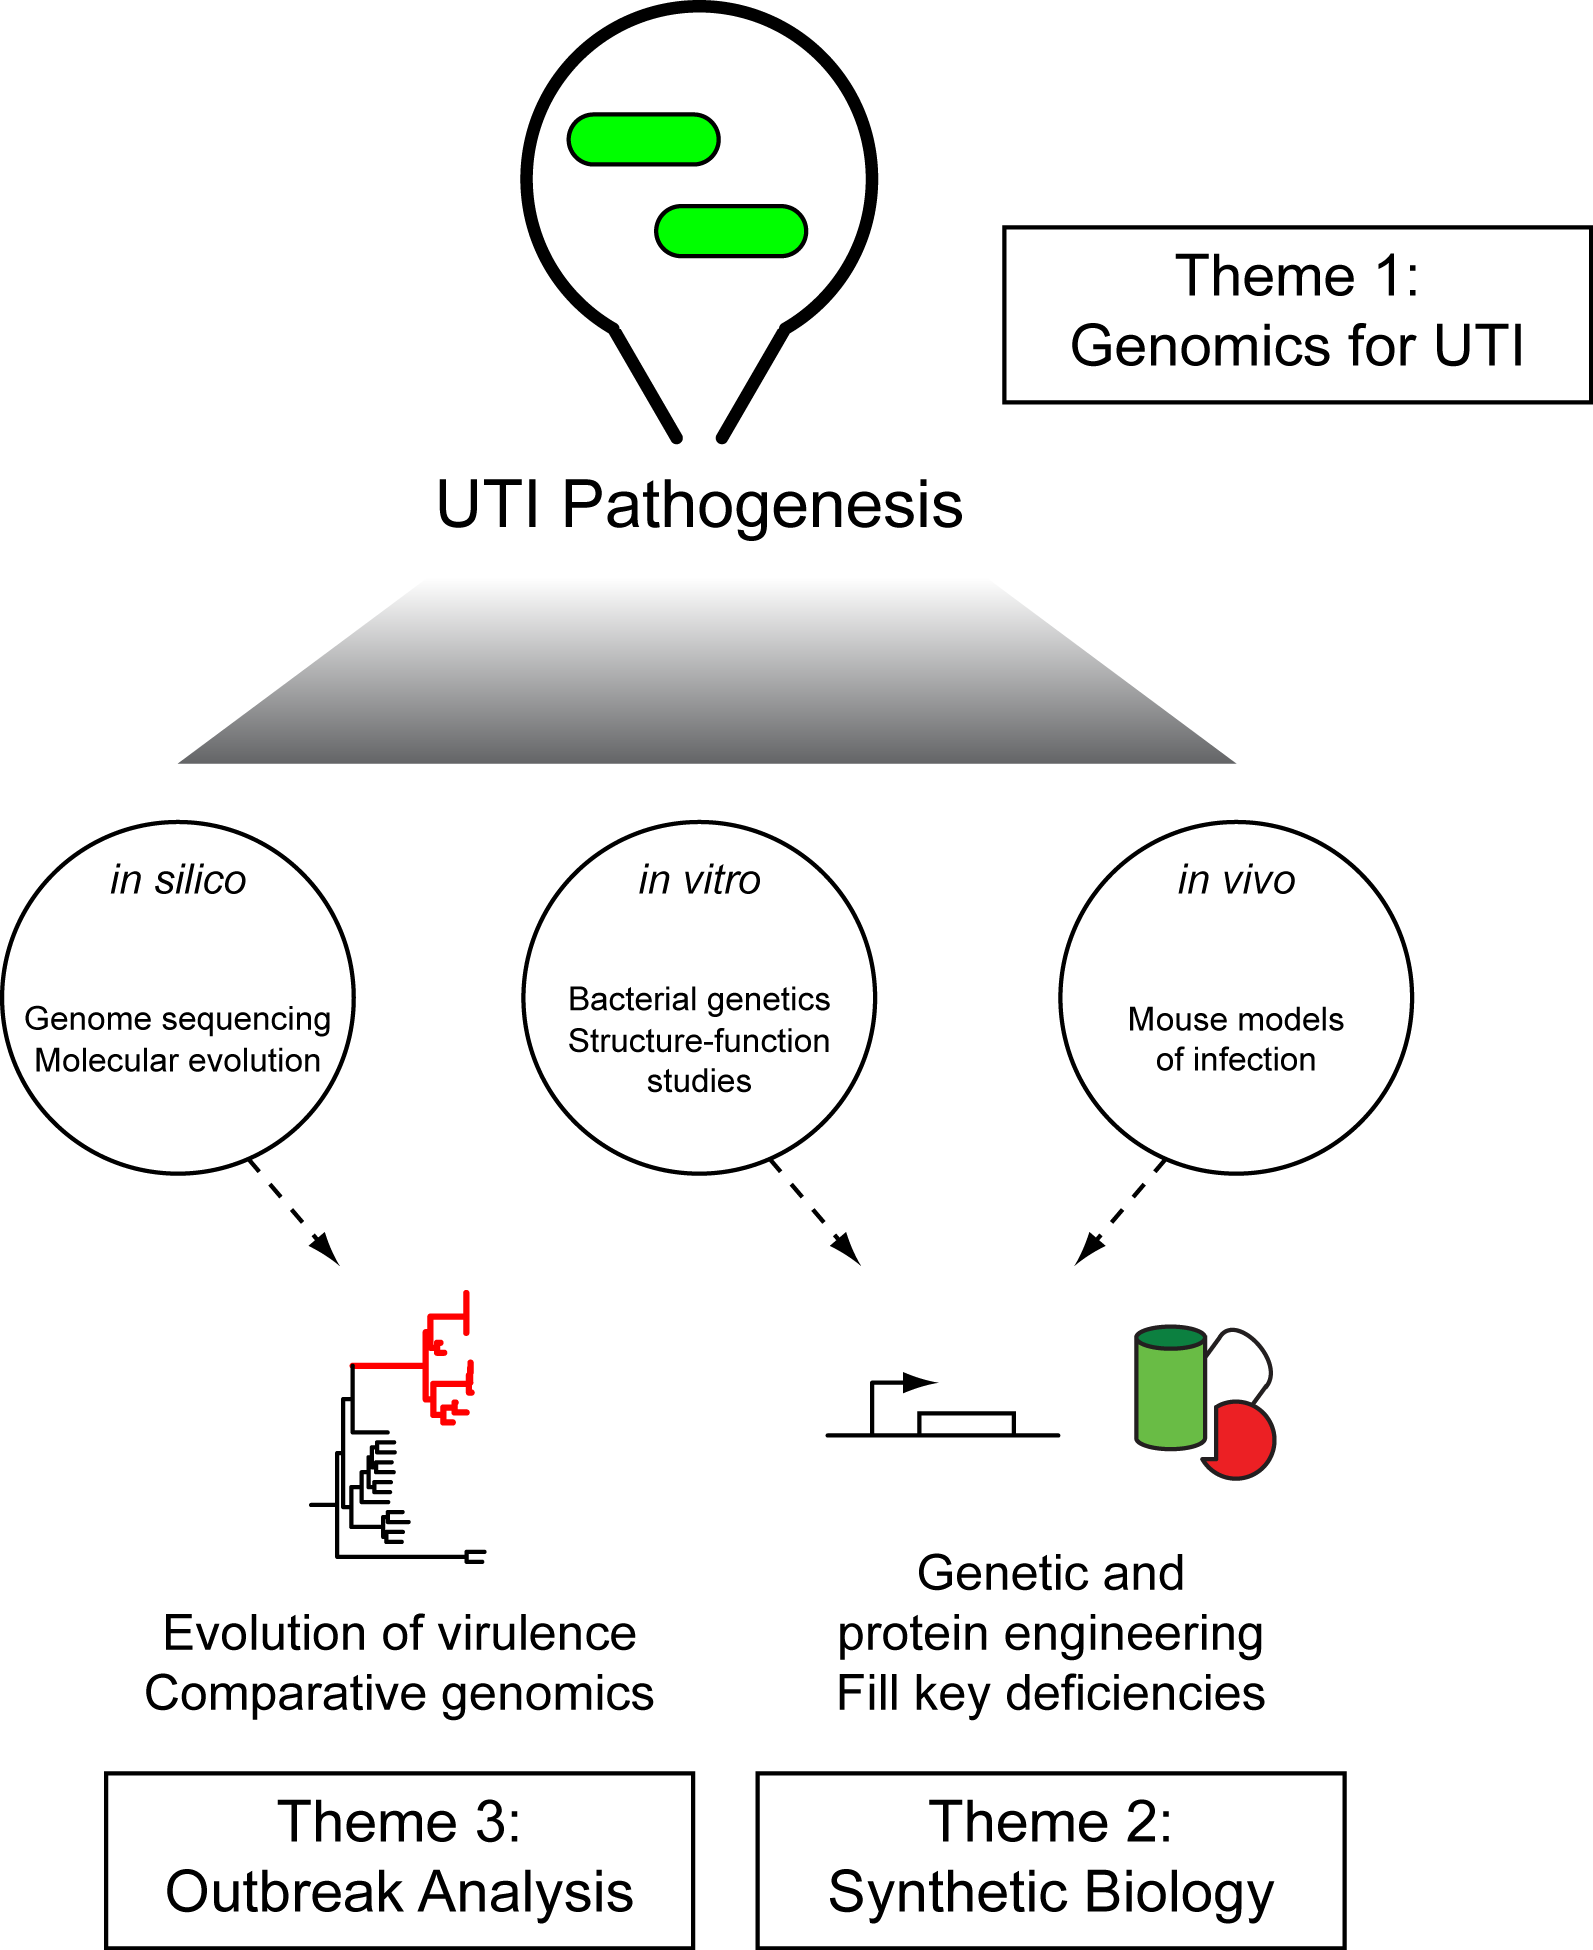 Theme 1:
Genomics for UTI
UTI Pathogenesis
in silico
Genome sequencing
Molecular evolution
in vitro
Bacterial genetics
Structure-function
studies
in vivo
Mouse models
of infection
Evolution of virulence
Comparative genomics
Genetic and
protein engineering
Fill key deficiencies
Theme 3:
Outbreak Analysis
Theme 2:
Synthetic Biology